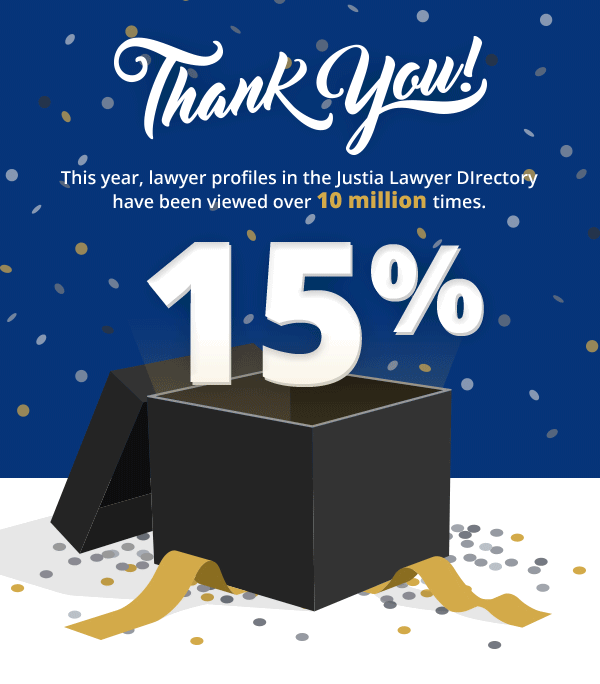 Thank You!
This year, lawyer profiles in the Justia Lawyer DIrectory
have been viewed over 10 million times.
15%